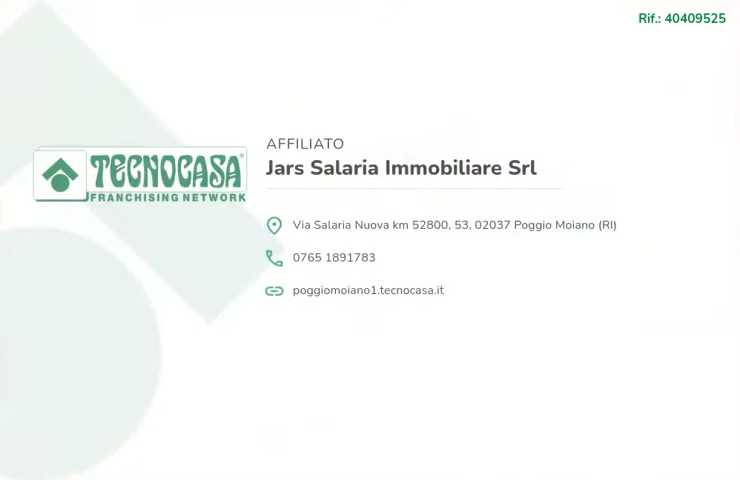 Rif.: 40409525
AFFILIATO
Jars Salaria Immobiliare Srl
TECNOCASA®
FRANCHISING NETWORK
Via Salaria Nuova km 52800, 53, 02037 Poggio Moiano (RI)
0765 1891783
poggiomoiano1.tecnocasa.it